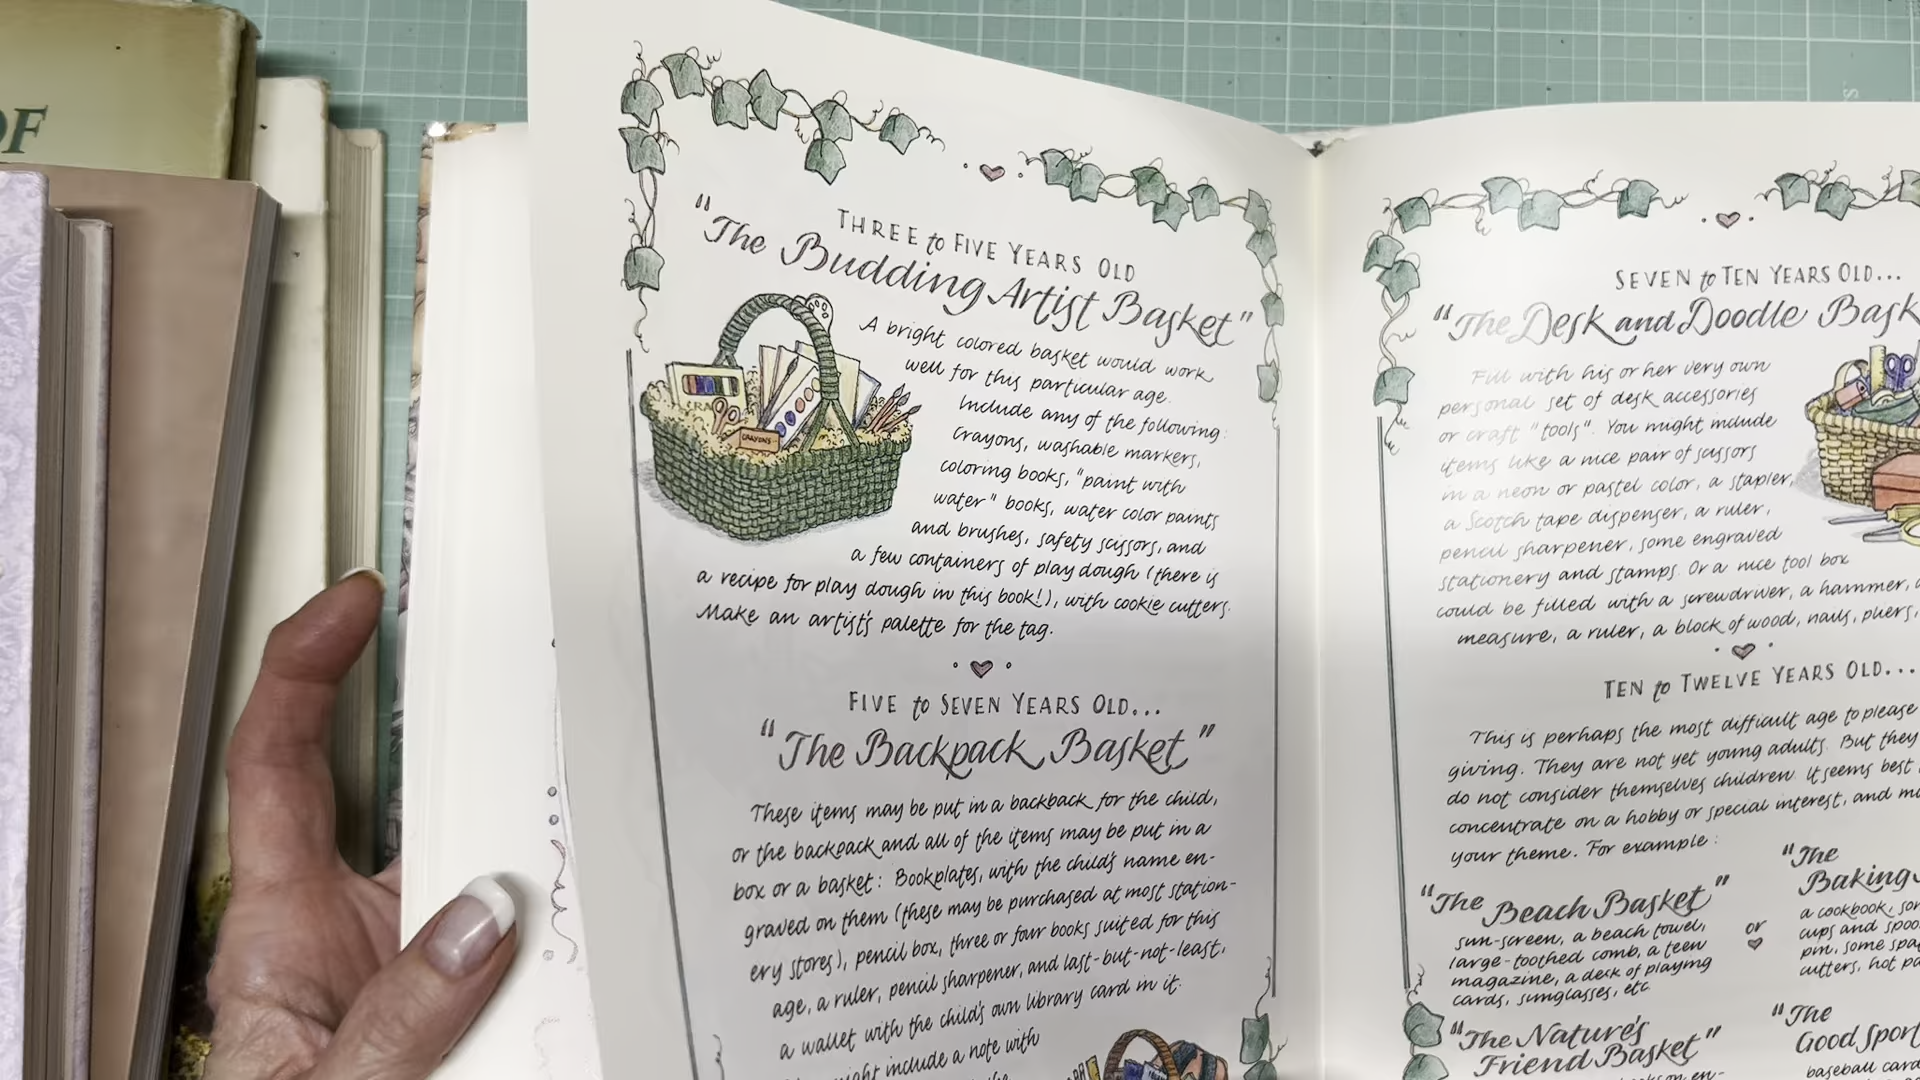 OF
THREE to FIVE YEARS OLD
"The Budding Artist Basket"
A bright colored basket would work
well for this particular age.
Include any of the following:
Crayons, washable markers,
coloring books, "paint with
water" books, water color paints
and brushes, safety scissors, and
a few containers of play dough (there is
a recipe for play dough in this book!), with cookie cutters.
Make an artist's palette for the tag.
CRAYONS
FIVE to SEVEN YEARS OLD...
"The Backpack Basket"
These items may be put in a backback for the child,
or the backpack and all of the items may be put in a
box or a basket: Bookplates, with the child's name en-
graved on them (these may be purchased at most station-
ery stores), pencil box, three or four books suited for this
age, a ruler, pencil sharpener, and last-but-not-least,
a wallet with the child's own library card in it.
might include a note with
SEVEN to TEN YEARS OLD...
"The Desk and Doodle Bask
Fill with his or her very own
personal set of desk accessories
or craft "tools". You might include
items like a nice pair of scissors
in a neon or pastel color, a stapler,
a Scotch tape dispenser, a ruler,
pencil sharpener, some engraved
stationery and stamps. Or a nice tool box
could be filled with a screwdriver, a hammer,
measure, a ruler, a block of wood, nails, pliers,
TEN to TWELVE YEARS OLD...
This is perhaps the most difficult age to please
giving. They are not yet young adults. But they
do not consider themselves children. It seems best
concentrate on a hobby or special interest, and
your theme. For example:
"The Beach Basket"
sun-screen, a beach towel,
large-toothed comb, a teen
magazine, a deck of playing
cards, sunglasses, etc.
or
"The
Baking
a cookbook,
cups and
pin, some
cutters, hot
"The Nature's
Friend Basket"
"The
Good Sport
baseball card